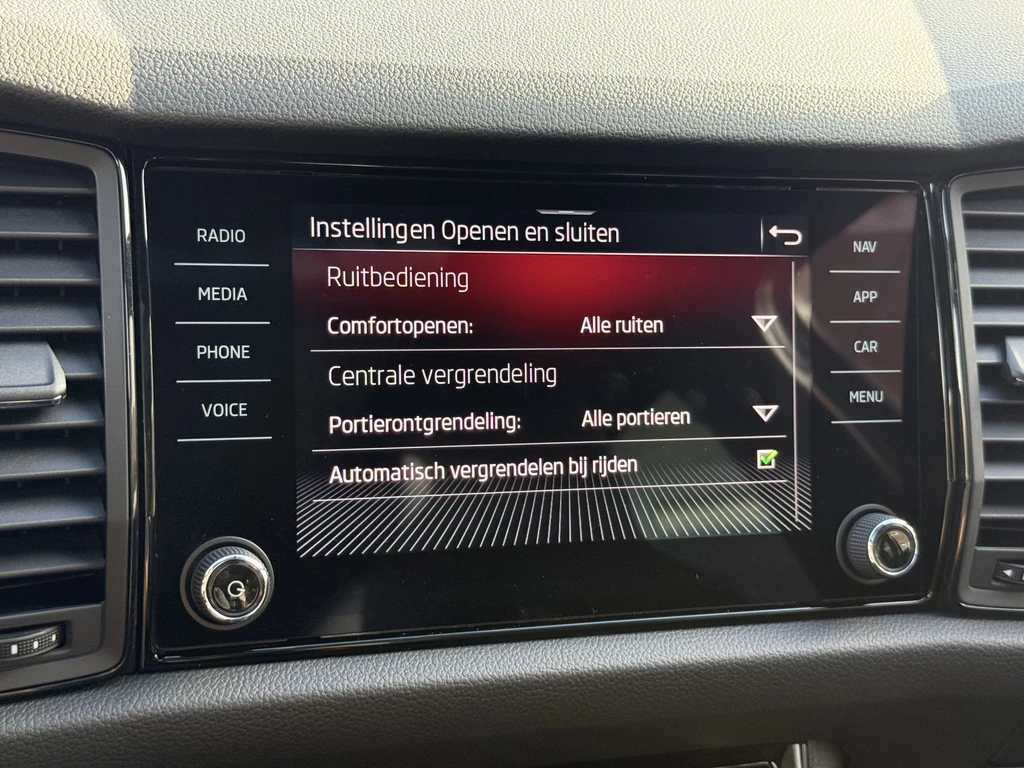 RADIO
MEDIA
PHONE
VOICE
Instellingen Openen en sluiten
Ruitbediening
Comfortopenen: Alle ruiten
Centrale vergrendeling
Portierontgrendeling: Alle portieren
Automatisch vergrendelen bij rijden
NAV
APP
CAR
MENU